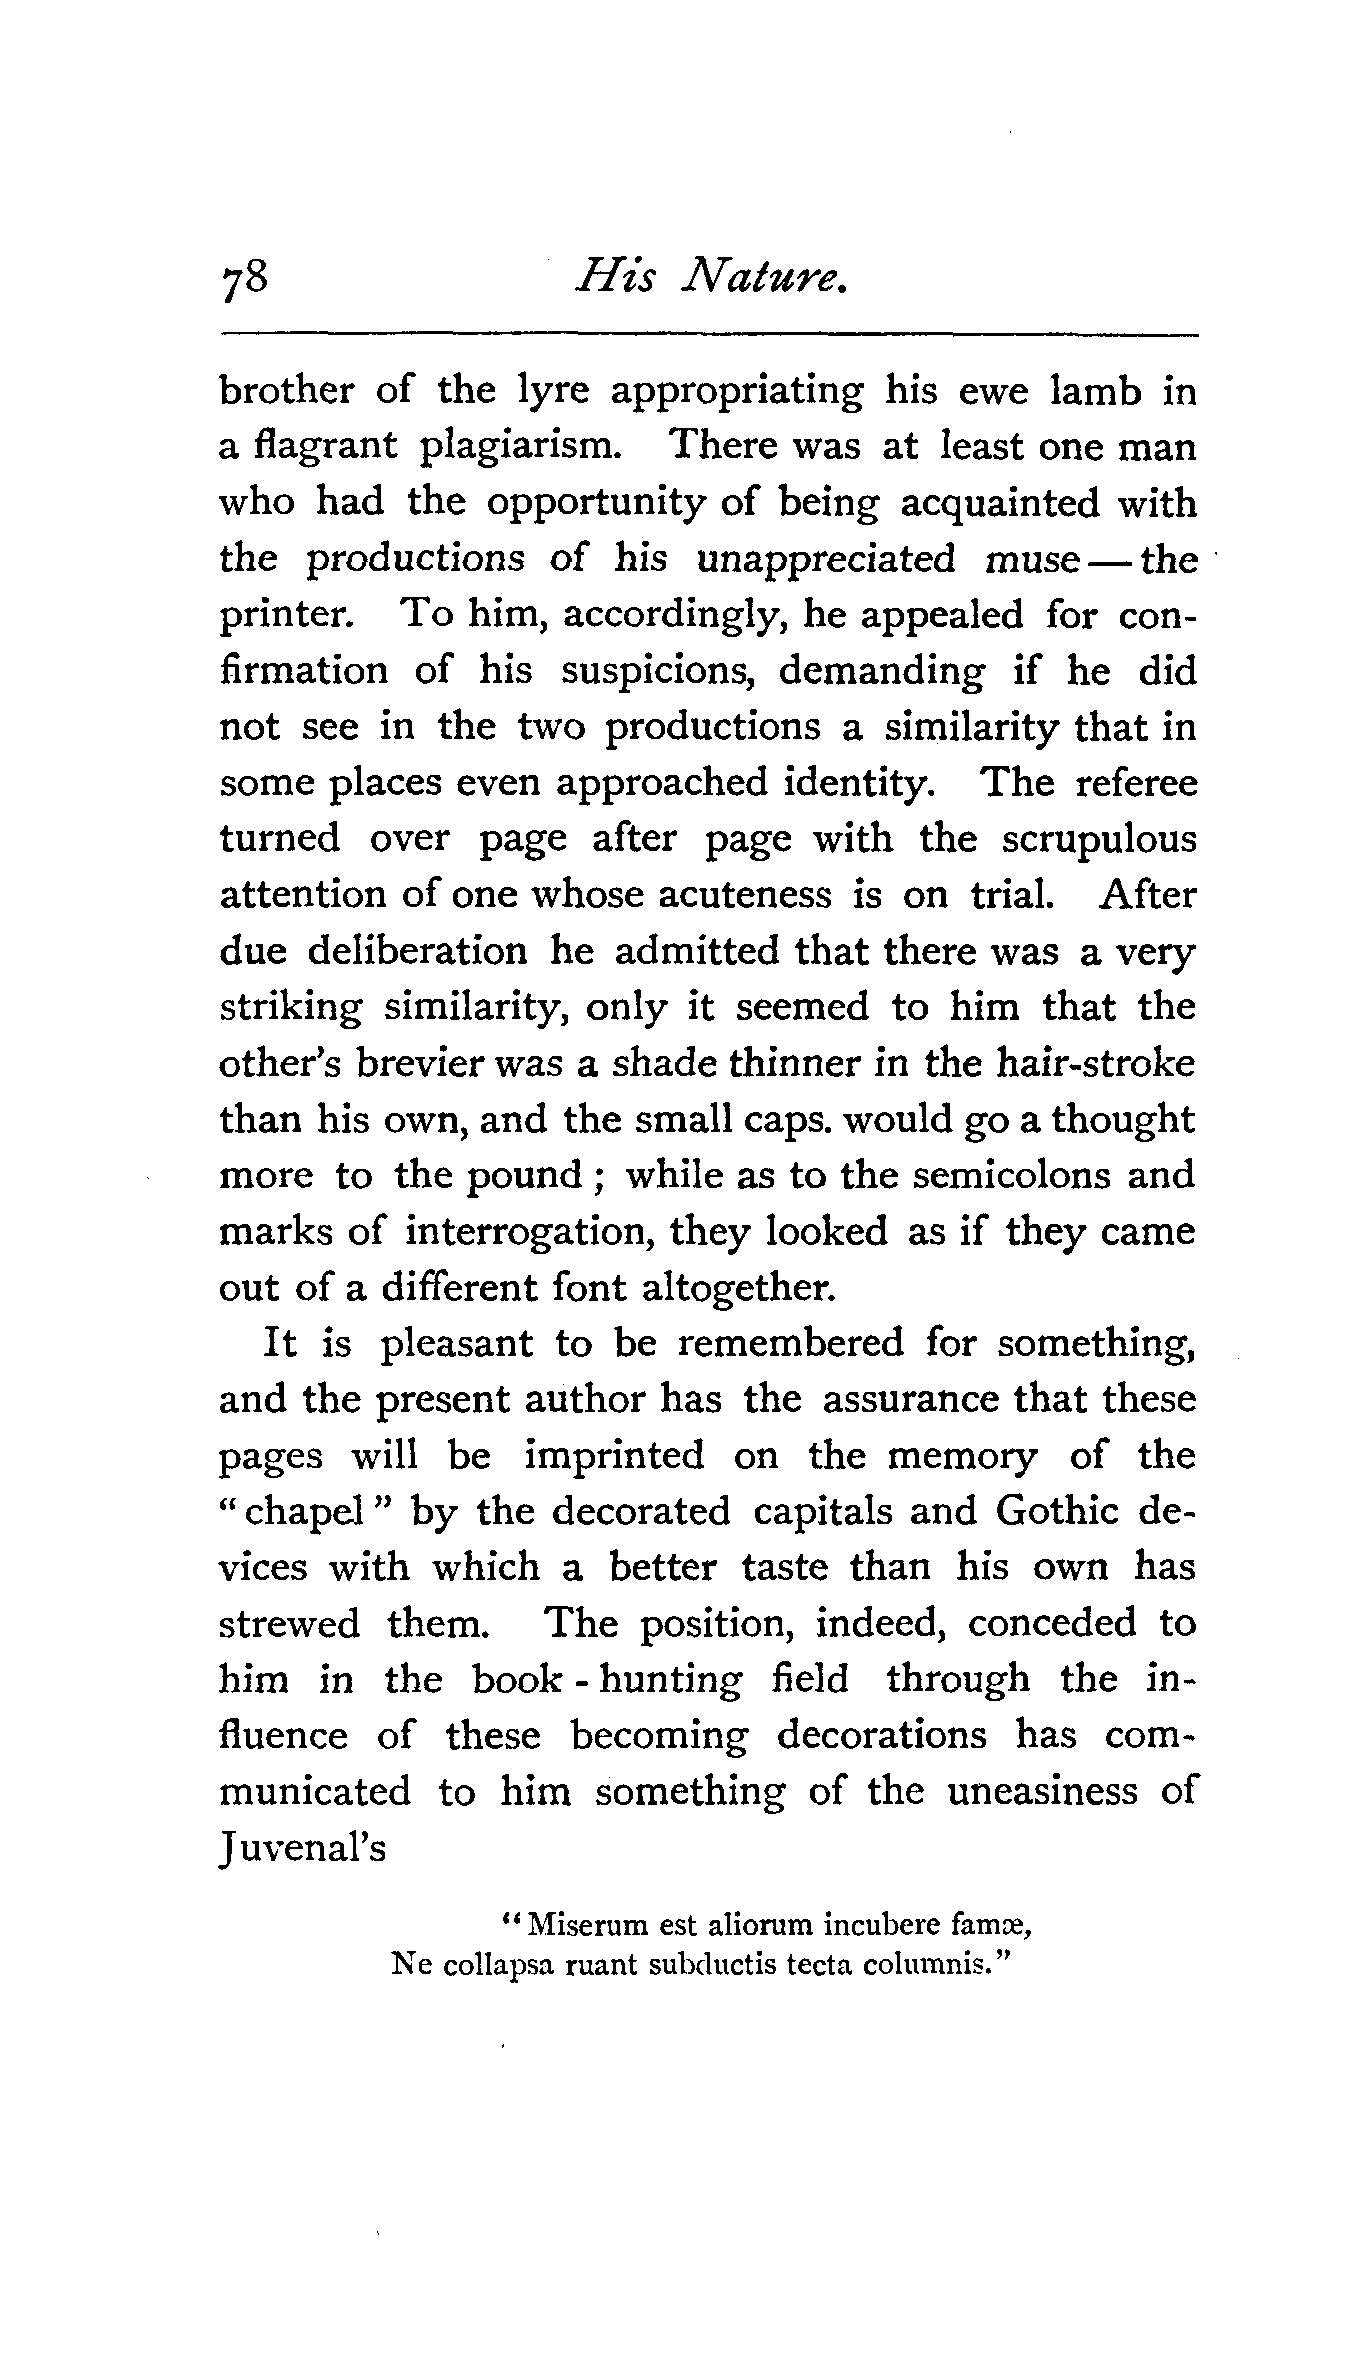 78 His Nature.
brother of the lyre appropriating his ewe lamb in
a flagrant plagiarism. There was at least one man
who had the opportunity of being acquainted with
the productions of his unappreciated muse—the
printer. To him, accordingly, he appealed for con-
firmation of his suspicions, demanding if he did
not see in the two productions a similarity that in
some places even approached identity. The referee
turned over page after page with the scrupulous
attention of one whose acuteness is on trial. After
due deliberation he admitted that there was a very
striking similarity, only it seemed to him that the
other's brevier was a shade thinner in the hair-stroke
than his own, and the small caps. would go a thought
more to the pound ; while as to the semicolons and
marks of interrogation, they looked as if they came
out of a different font altogether.
It is pleasant to be remembered for something,
and the present author has the assurance that these
pages will be imprinted on the memory of the
“chapel” by the decorated capitals and Gothic de-
vices with which a better taste than his own has
strewed them. The position, indeed, conceded to
him in the book-hunting field through the in-
fluence of these becoming decorations has com-
municated to him something of the uneasiness of
Juvenal's
“Miserum est aliorum incubere famæ,
Ne collapsa ruant subductis tecta columnis.”